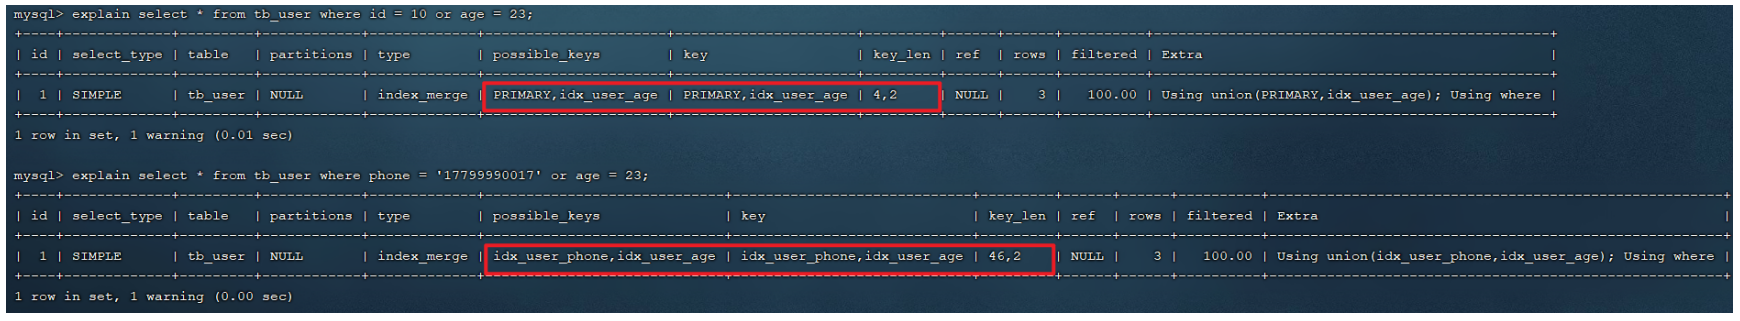 mysql> explain select * from tb_user where id = 10 or age = 23;
+----+-------------+---------+------------+-------------+----------------------+----------------------+---------+------+------+----------+------------------------------------------------+
| id | select_type | table   | partitions | type        | possible_keys        | key                  | key_len | ref  | rows | filtered | Extra                                          |
+----+-------------+---------+------------+-------------+----------------------+----------------------+---------+------+------+----------+------------------------------------------------+
|  1 | SIMPLE      | tb_user | NULL       | index_merge | PRIMARY,idx_user_age | PRIMARY,idx_user_age | 4,2     | NULL |    3 |   100.00 | Using union(PRIMARY,idx_user_age); Using where |
+----+-------------+---------+------------+-------------+----------------------+----------------------+---------+------+------+----------+------------------------------------------------+
1 row in set, 1 warning (0.01 sec)
mysql> explain select * from tb_user where phone = '17799990017' or age = 23;
+----+-------------+---------+------------+-------------+-----------------------------+-----------------------------+---------+------+------+----------+-------------------------------------------------------+
| id | select_type | table   | partitions | type        | possible_keys               | key                         | key_len | ref  | rows | filtered | Extra                                                 |
+----+-------------+---------+------------+-------------+-----------------------------+-----------------------------+---------+------+------+----------+-------------------------------------------------------+
|  1 | SIMPLE      | tb_user | NULL       | index_merge | idx_user_phone,idx_user_age | idx_user_phone,idx_user_age | 46,2    | NULL |    3 |   100.00 | Using union(idx_user_phone,idx_user_age); Using where |
+----+-------------+---------+------------+-------------+-----------------------------+-----------------------------+---------+------+------+----------+-------------------------------------------------------+
1 row in set, 1 warning (0.00 sec)